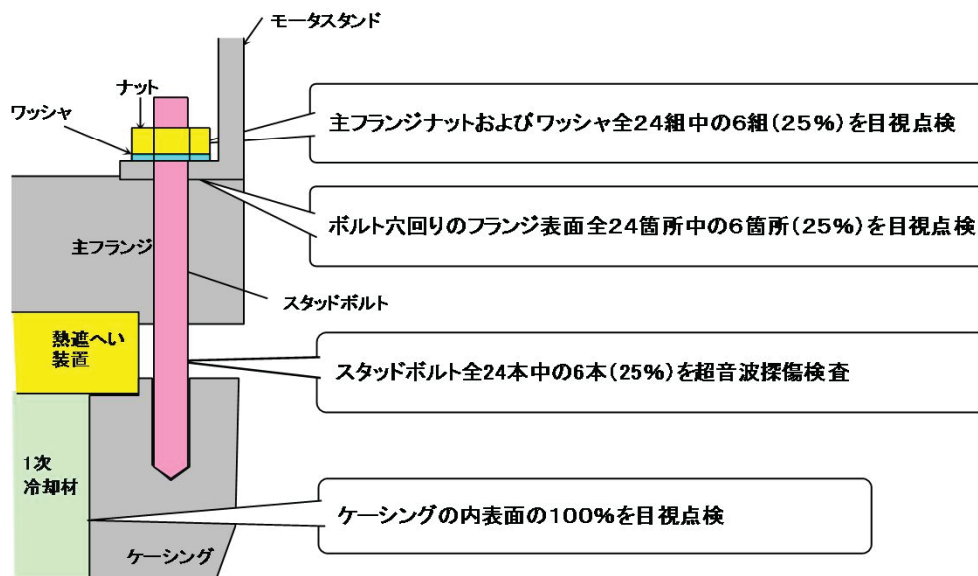 モータスタンド
ナット
ワッシャ
主フランジナットおよびワッシャ全24組中の6組(25%)を目視点検
ボルト穴回りのフランジ表面全24箇所中の6箇所(25%)を目視点検
主フランジ
スタッドボルト
熱遮へい
装置
スタッドボルト全24本中の6本(25%)を超音波探傷検査
1次
冷却材
ケーシングの内表面の100%を目視点検
ケーシング